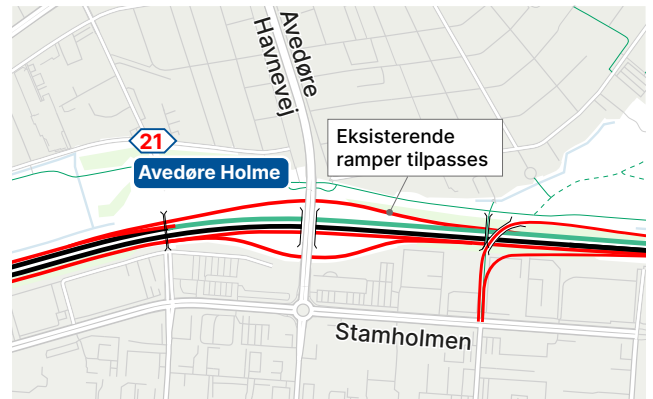 Avedøre
Havnevej
21
Avedøre Holme
Eksisterende
ramper tilpasses
Stamholmen